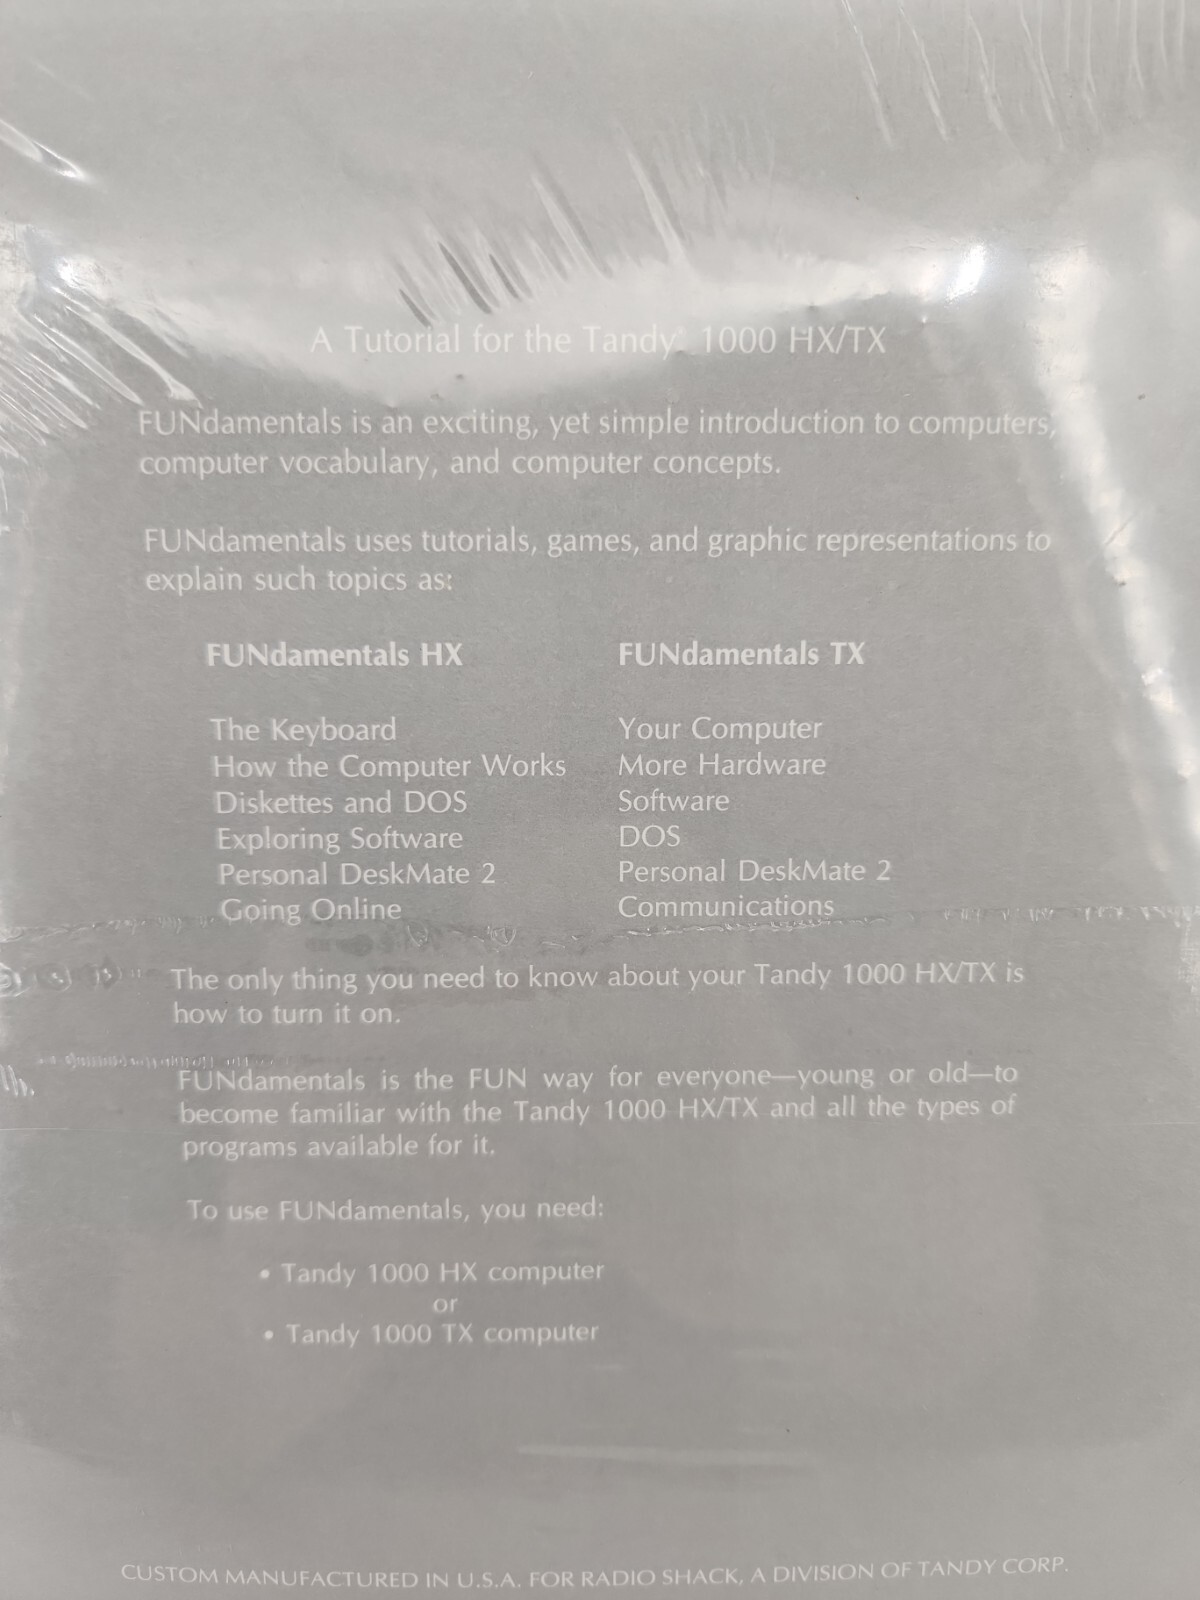 A Tutorial for the Tandy® 1000 HX/TX
FUNdamentals is an exciting, yet simple introduction to computers,
computer vocabulary, and computer concepts.
FUNdamentals uses tutorials, games, and graphic representations to
explain such topics as:
FUNdamentals HX
The Keyboard
How the Computer Works
Diskettes and DOS
Exploring Software
Personal DeskMate 2
Going Online
FUNdamentals TX
Your Computer
More Hardware
Software
DOS
Personal DeskMate 2
Communications
The only thing you need to know about your Tandy 1000 HX/TX is
how to turn it on.
FUNdamentals is the FUN way for everyone—young or old—to
become familiar with the Tandy 1000 HX/TX and all the types of
programs available for it.
To use FUNdamentals, you need:
• Tandy 1000 HX computer
or
• Tandy 1000 TX computer
CUSTOM MANUFACTURED IN U.S.A. FOR RADIO SHACK, A DIVISION OF TANDY CORP.